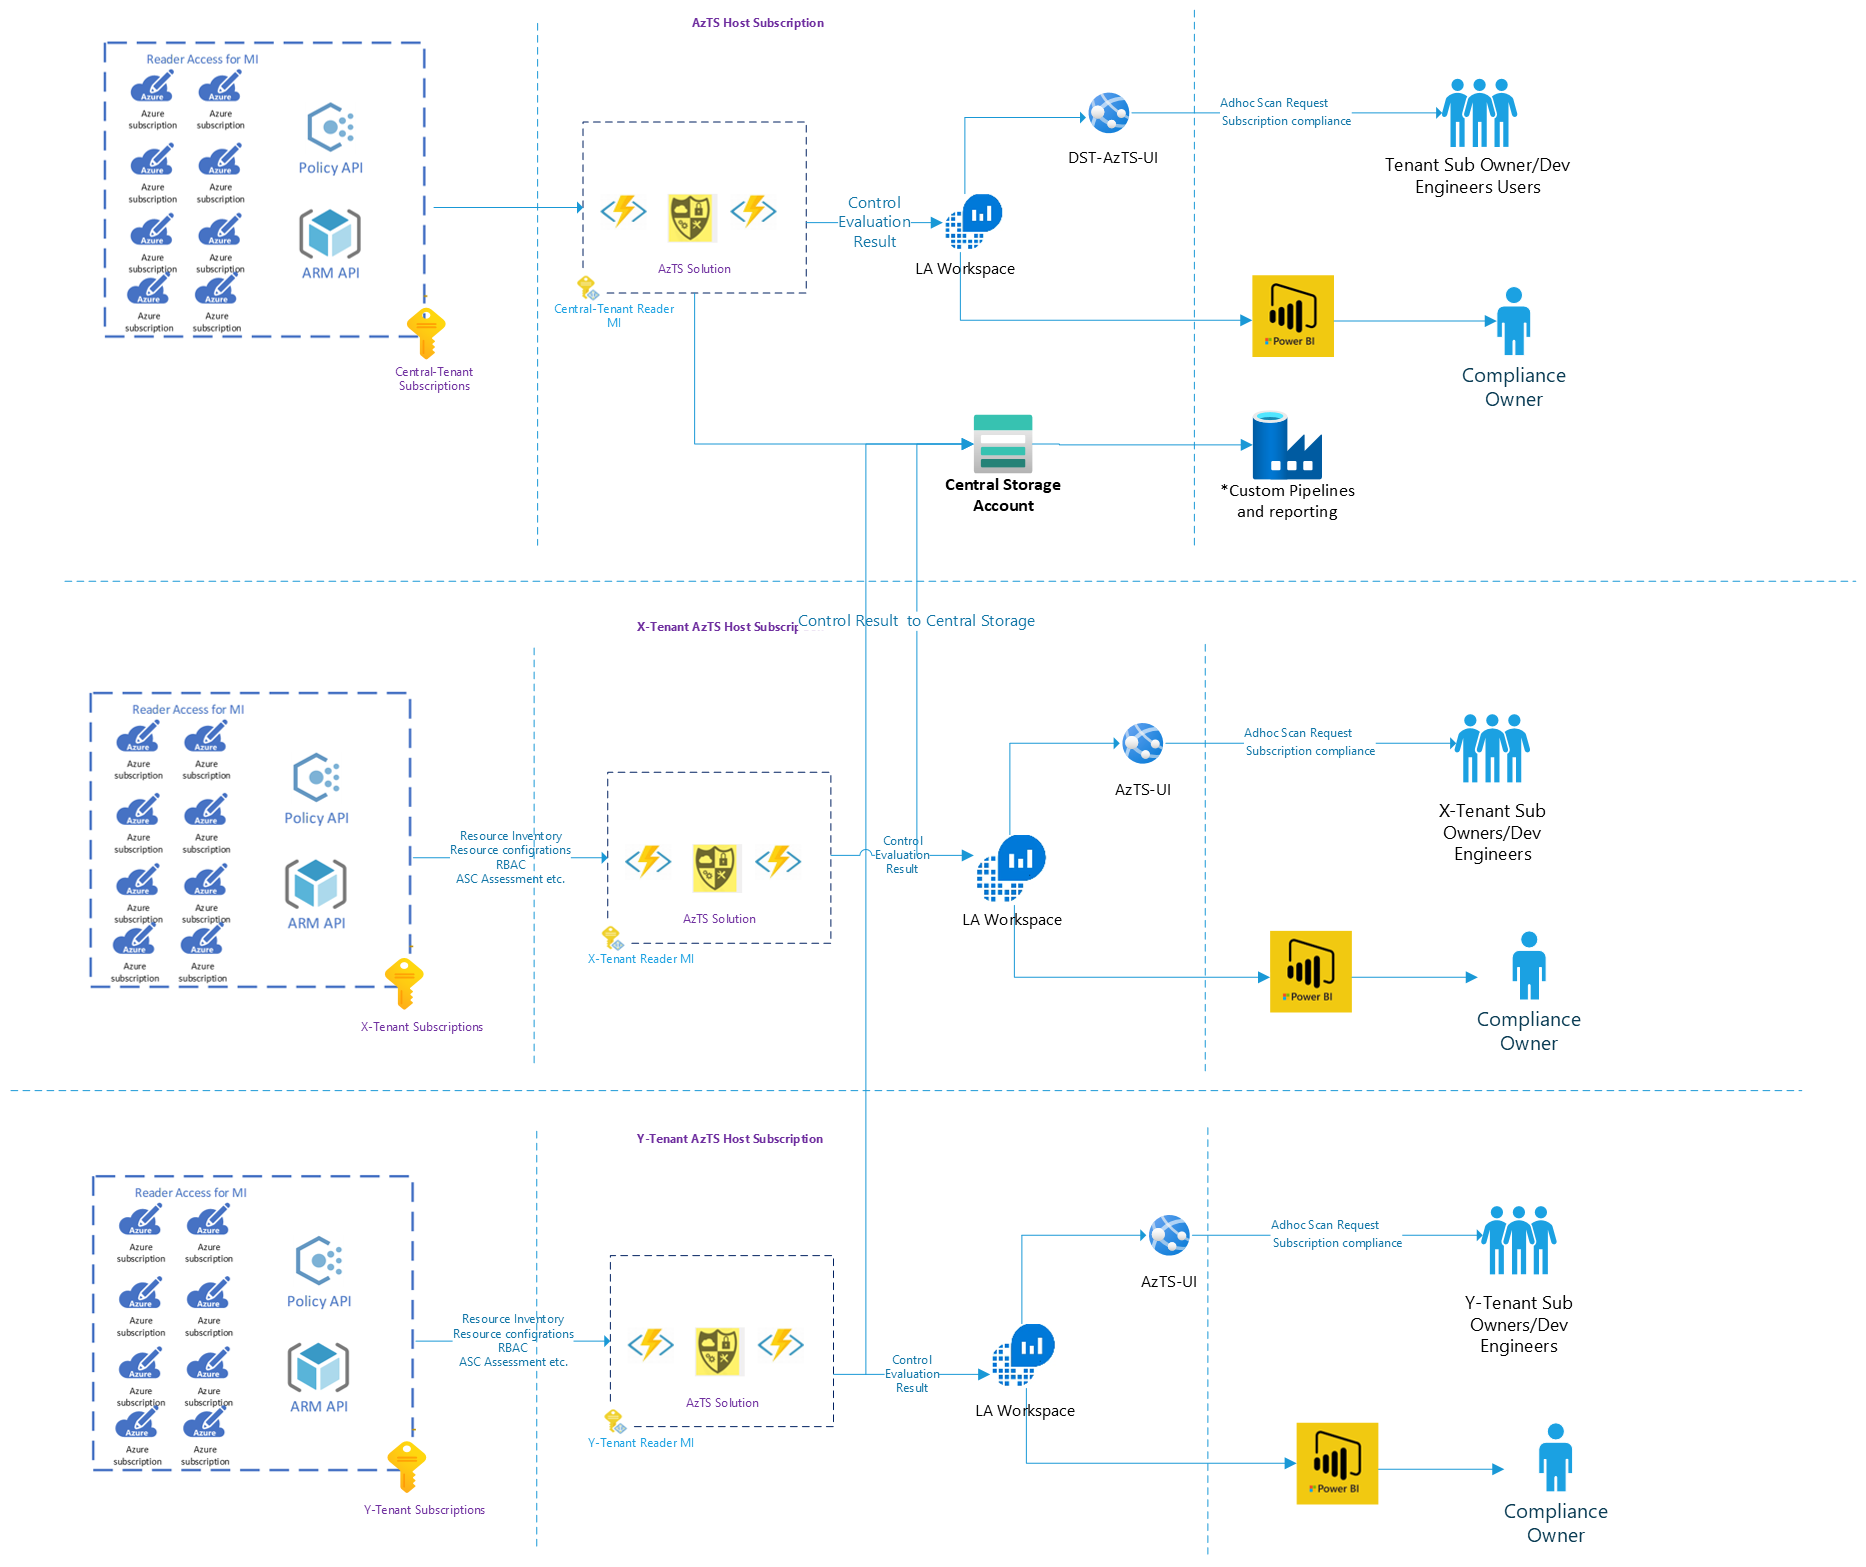 AzTS Host Subscription
Reader Access for MI
Azure
Azure
Azure
subscription
Azure
subscription
Azure
Azure
Azure
subscription
Azure
subscription
Azure
Azure
Azure
subscription
Azure
subscription
Azure
Azure
Azure
subscription
Azure
subscription
Policy API
ARM API
Central-Tenant
Subscriptions
AzTS Solution
Central-Tenant Reader
MI
Control
Evaluation
Result
LA Workspace
DST-AzTS-UI
Adhoc Scan Request
Subscription compliance
Tenant Sub Owner/Dev
Engineers Users
Power BI
Compliance
Owner
Central Storage
Account
*Custom Pipelines
and reporting
Control Result to Central Storage
X-Tenant AzTS Host Subscrip
Reader Access for MI
Azure
Azure
Azure
subscription
Azure
subscription
Azure
Azure
Azure
subscription
Azure
subscription
Azure
Azure
Azure
subscription
Azure
subscription
Azure
Azure
Azure
subscription
Azure
subscription
Policy API
ARM API
X-Tenant Subscriptions
Resource Inventory
Resource configrations
RBAC
ASC Assessment etc.
AzTS Solution
X-Tenant Reader MI
Control
Evaluation
Result
LA Workspace
AzTS-UI
Adhoc Scan Request
Subscription compliance
X-Tenant Sub
Owners/Dev
Engineers
Power BI
Compliance
Owner
Y-Tenant AzTS Host Subscription
Reader Access for MI
Azure
Azure
Azure
subscription
Azure
subscription
Azure
Azure
Azure
subscription
Azure
subscription
Azure
Azure
Azure
subscription
Azure
subscription
Azure
Azure
Azure
subscription
Azure
subscription
Policy API
ARM API
Y-Tenant Subscriptions
Resource Inventory
Resource configrations
RBAC
ASC Assessment etc.
AzTS Solution
Y-Tenant Reader MI
Control
Evaluation
Result
LA Workspace
AzTS-UI
Adhoc Scan Request
Subscription compliance
Y-Tenant Sub
Owners/Dev
Engineers
Power BI
Compliance
Owner